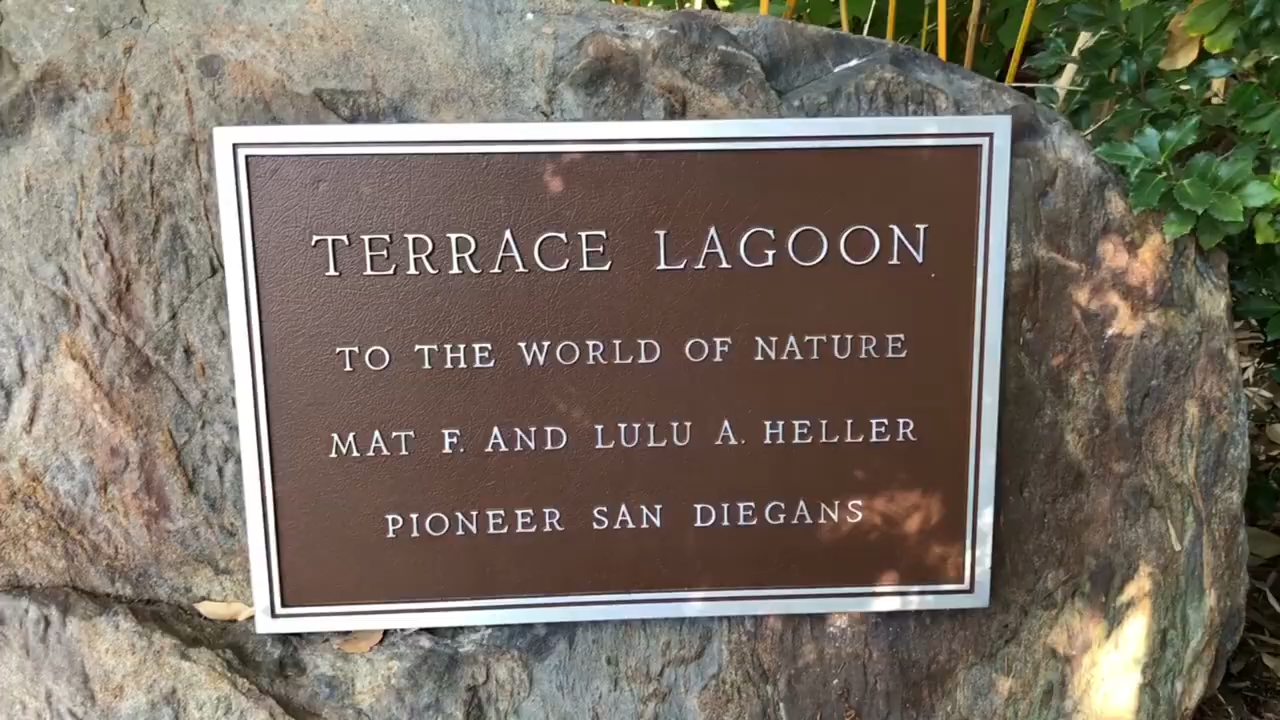 TERRACE LAGOON
TO THE WORLD OF NATURE
MAT F. AND LULU A. HELLER
PIONEER SAN DIEGANS